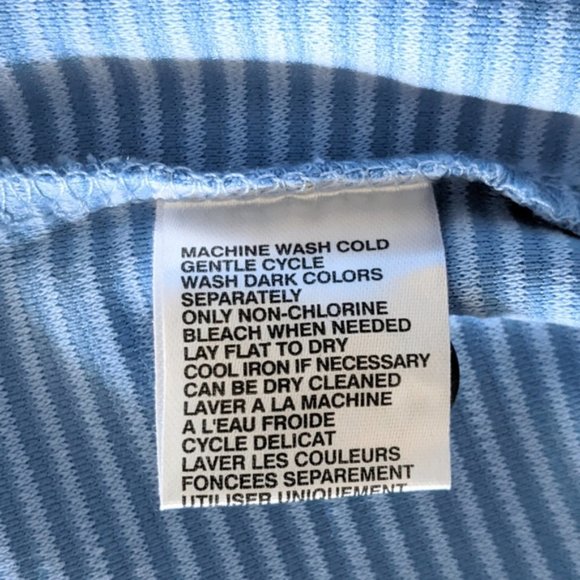 MACHINE WASH COLD
GENTLE CYCLE
WASH DARK COLORS
SEPARATELY
ONLY NON-CHLORINE
BLEACH WHEN NEEDED
LAY FLAT TO DRY
COOL IRON IF NECESSARY
CAN BE DRY CLEANED
LAVER A LA MACHINE
A L'EAU FROIDE
CYCLE DELICAT
LAVER LES COULEURS
FONCEES SEPAREMENT
UTILISER UNIQUEMENT